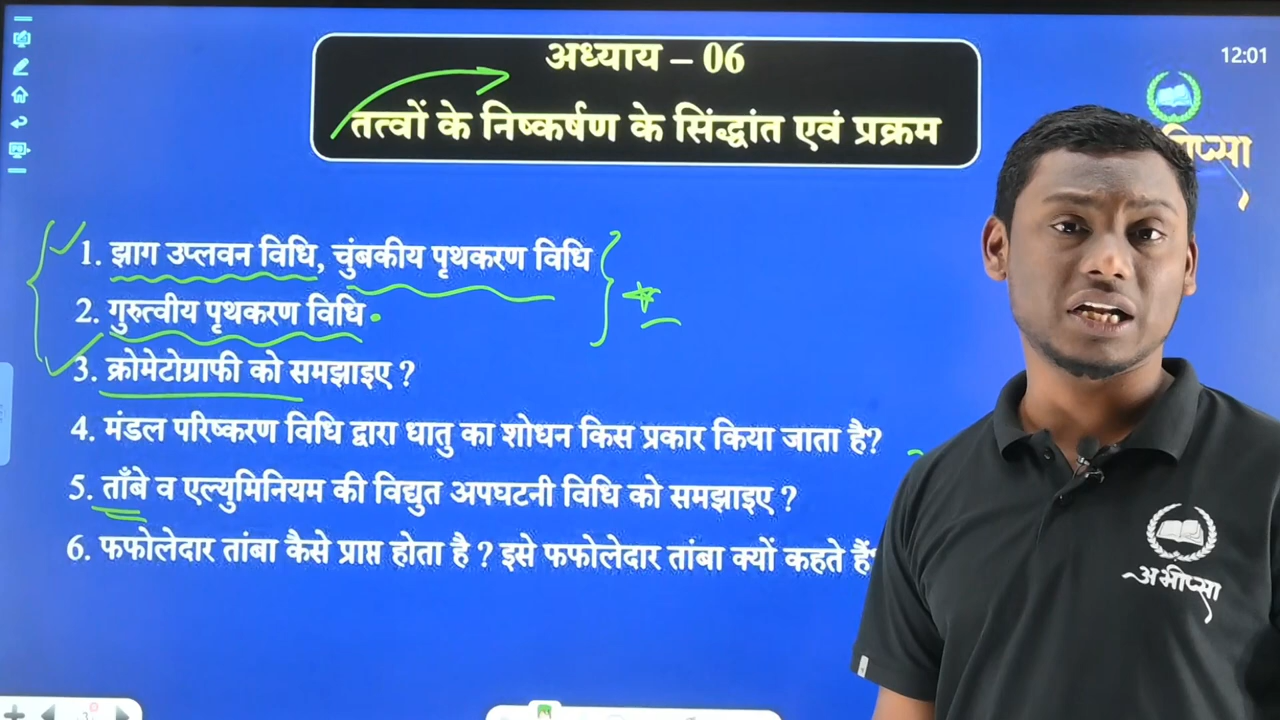 अध्याय – 06
तत्वों के निष्कर्षण के सिंद्धांत एवं प्रक्रम
12:01
1. झाग उप्लवन विधि, चुंबकीय पृथकरण विधि
2. गुरुत्वीय पृथकरण विधि
3. क्रोमेटोग्राफी को समझाइए ?
4. मंडल परिष्करण विधि द्वारा धातु का शोधन किस प्रकार किया जाता है?
5. ताँबे व एल्युमिनियम की विद्युत अपघटनी विधि को समझाइए ?
6. फफोलेदार तांबा कैसे प्राप्त होता है ? इसे फफोलेदार तांबा क्यों कहते हैं?
अभीप्सा